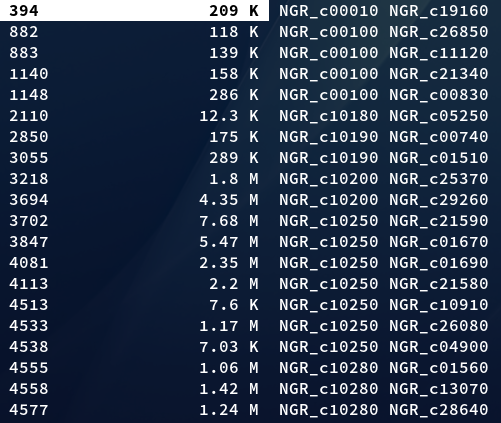 394 209 K NGR_c00010 NGR_c19160
882 118 K NGR_c00100 NGR_c26850
883 139 K NGR_c00100 NGR_c11120
1140 158 K NGR_c00100 NGR_c21340
1148 286 K NGR_c00100 NGR_c00830
2110 12.3 K NGR_c10180 NGR_c05250
2850 175 K NGR_c10190 NGR_c00740
3055 289 K NGR_c10190 NGR_c01510
3218 1.8 M NGR_c10200 NGR_c25370
3694 4.35 M NGR_c10200 NGR_c29260
3702 7.68 M NGR_c10250 NGR_c21590
3847 5.47 M NGR_c10250 NGR_c01670
4081 2.35 M NGR_c10250 NGR_c01690
4113 2.2 M NGR_c10250 NGR_c21580
4513 7.6 K NGR_c10250 NGR_c10910
4533 1.17 M NGR_c10250 NGR_c26080
4538 7.03 K NGR_c10250 NGR_c04900
4555 1.06 M NGR_c10280 NGR_c01560
4558 1.42 M NGR_c10280 NGR_c13070
4577 1.24 M NGR_c10280 NGR_c28640